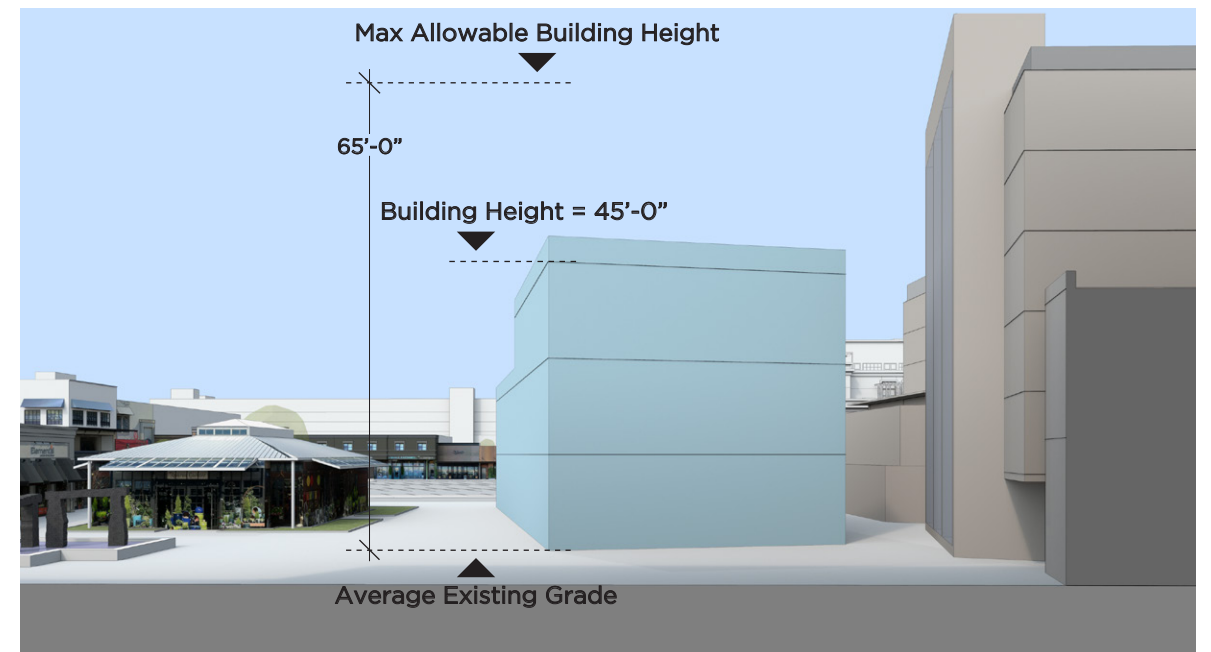 Max Allowable Building Height
65’-0”
Building Height = 45’-0”
Average Existing Grade